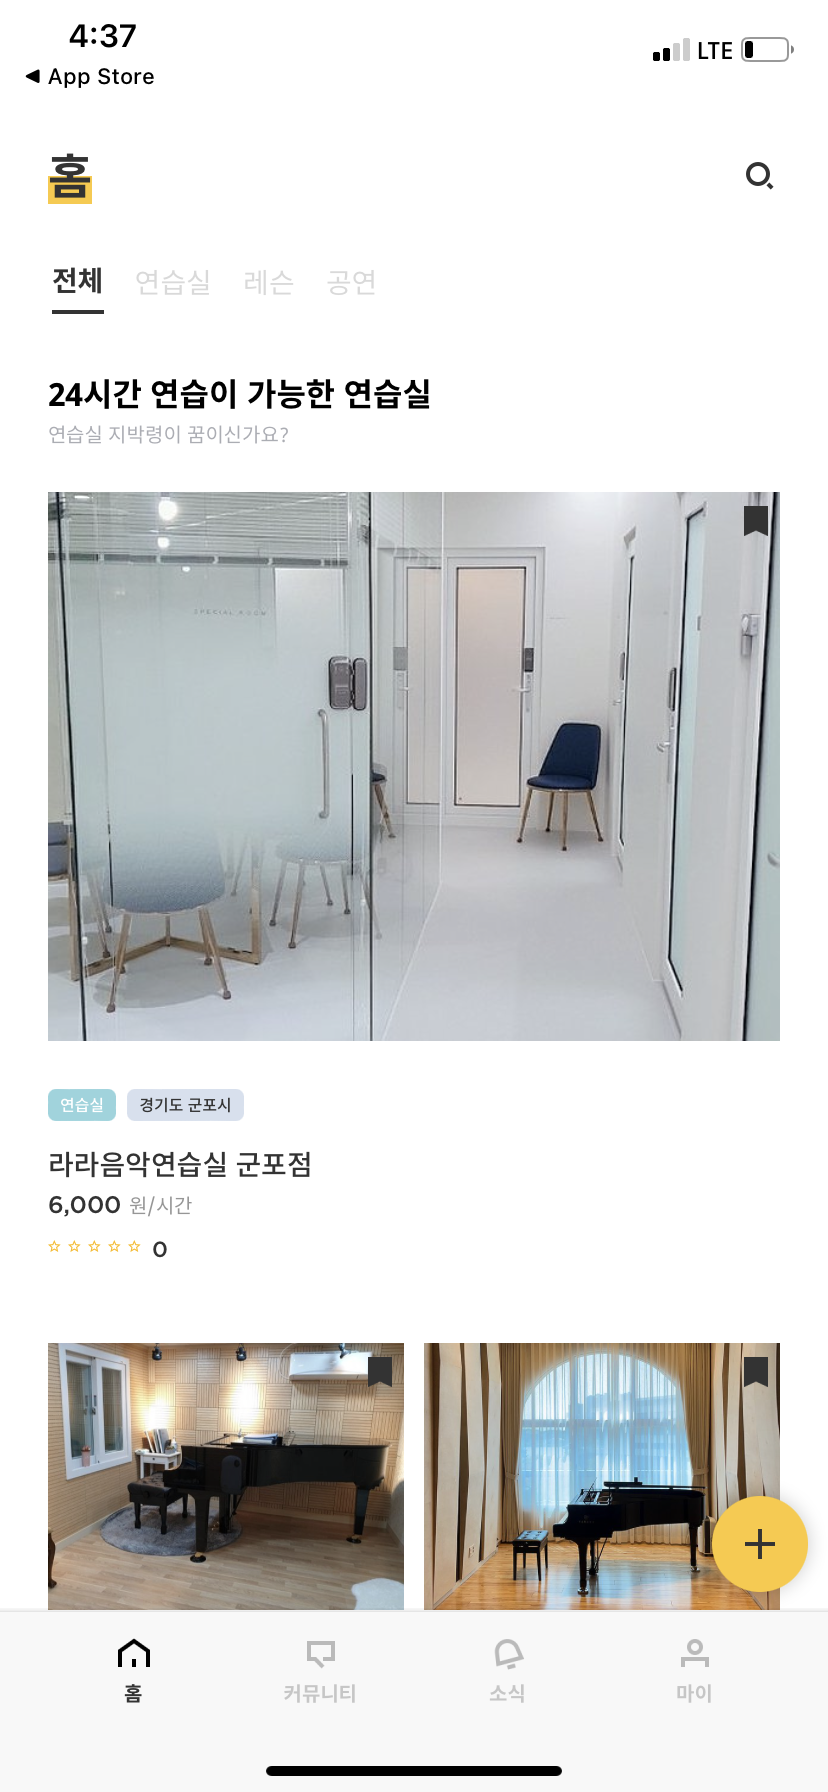 4:37
LTE
◀ App Store
홈
전체 연습실 레슨 공연
24시간 연습이 가능한 연습실
연습실 지박령이 꿈이신가요?
SPECIAL ROOM
연습실 경기도 군포시
라라음악연습실 군포점
6,000 원/시간
☆ ☆ ☆ ☆ ☆ 0
홈 커뮤니티 소식 마이